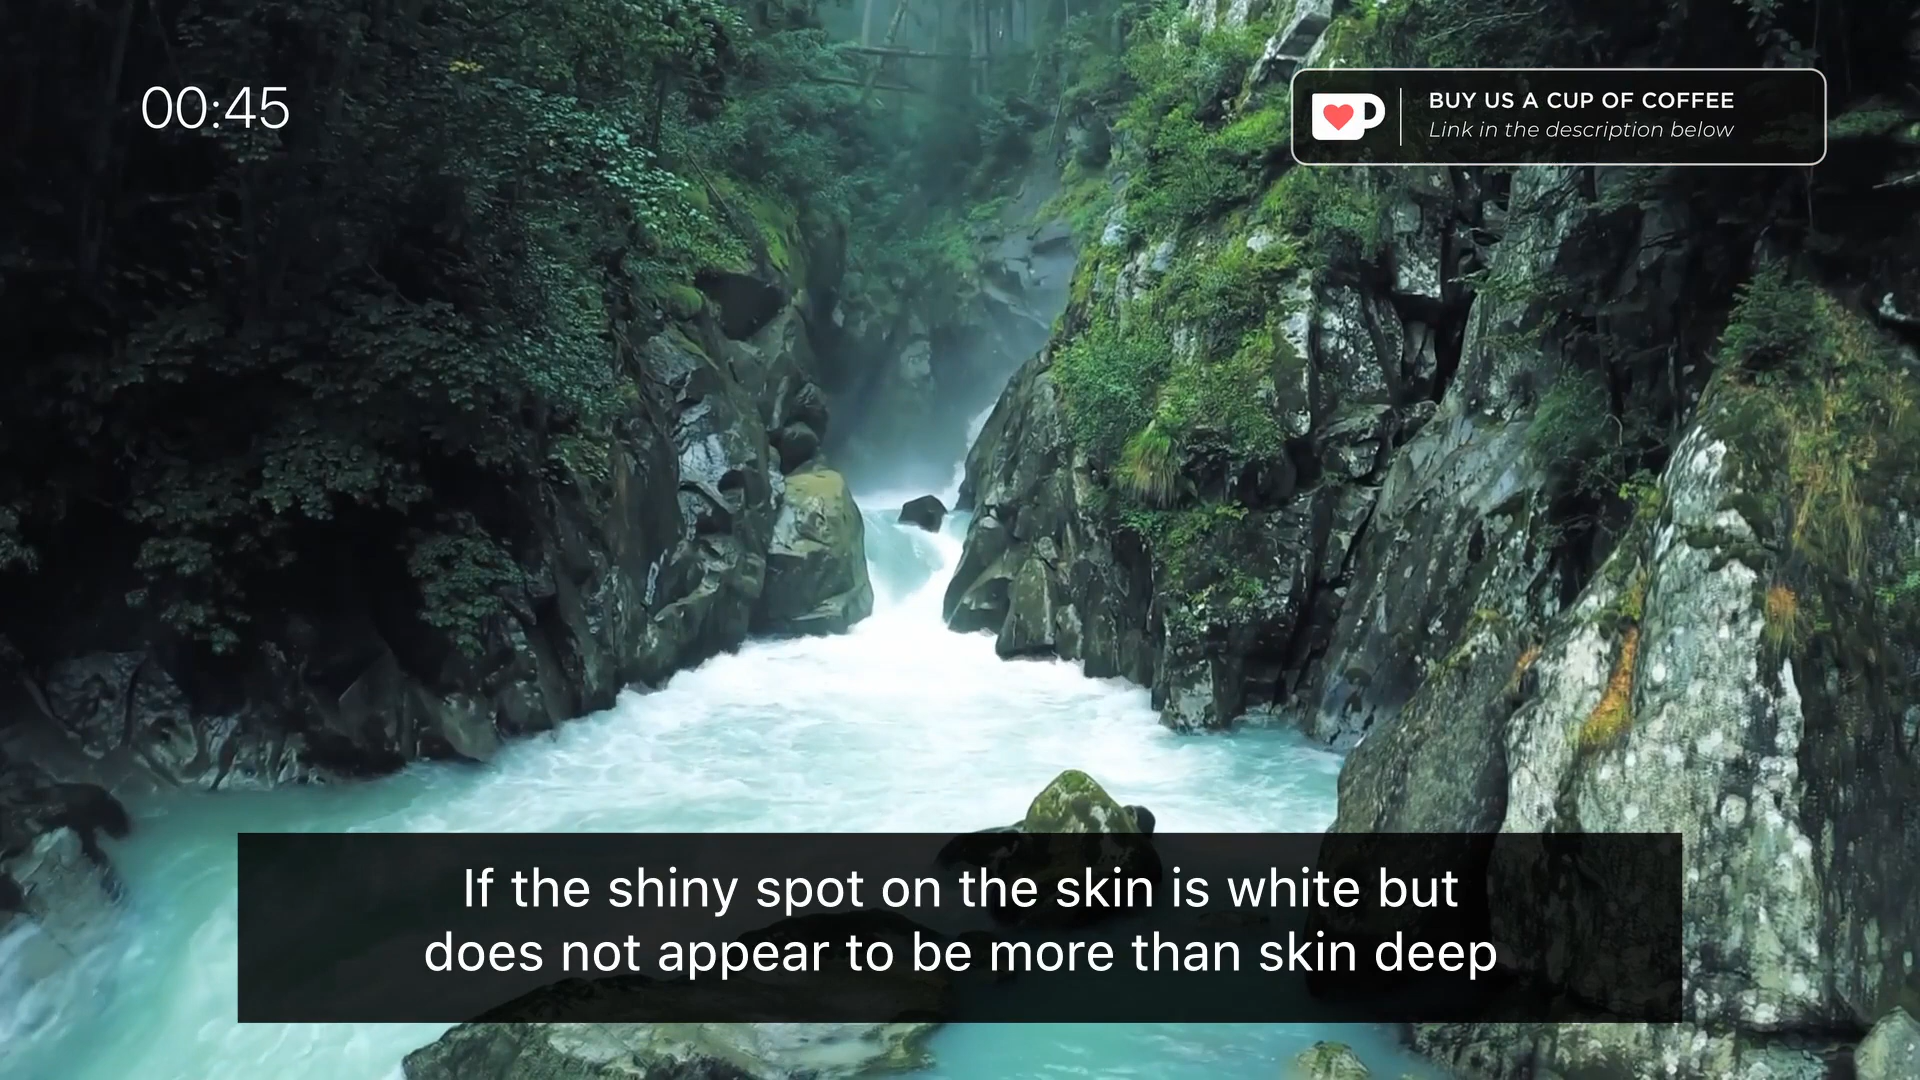 00:45
BUY US A CUP OF COFFEE
Link in the description below
If the shiny spot on the skin is white but
does not appear to be more than skin deep